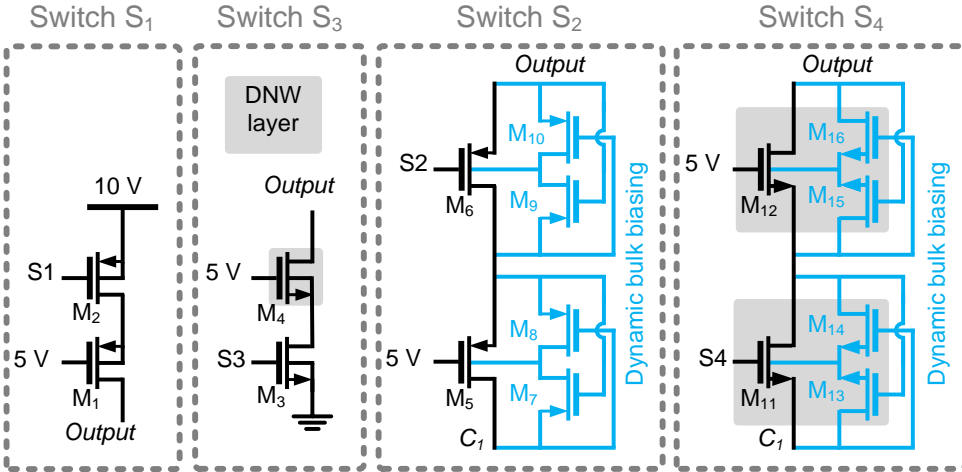 Switch S1
Switch S3
Switch S2
Switch S4
10 V
S1
M2
5 V
M1
Output
DNW
layer
Output
5 V
M4
S3
M3
Output
M10
S2
M6
M9
M8
5 V
M5
M7
C1
Dynamic bulk biasing
Output
M16
5 V
M12
M15
M14
S4
M11
M13
C1
Dynamic bulk biasing